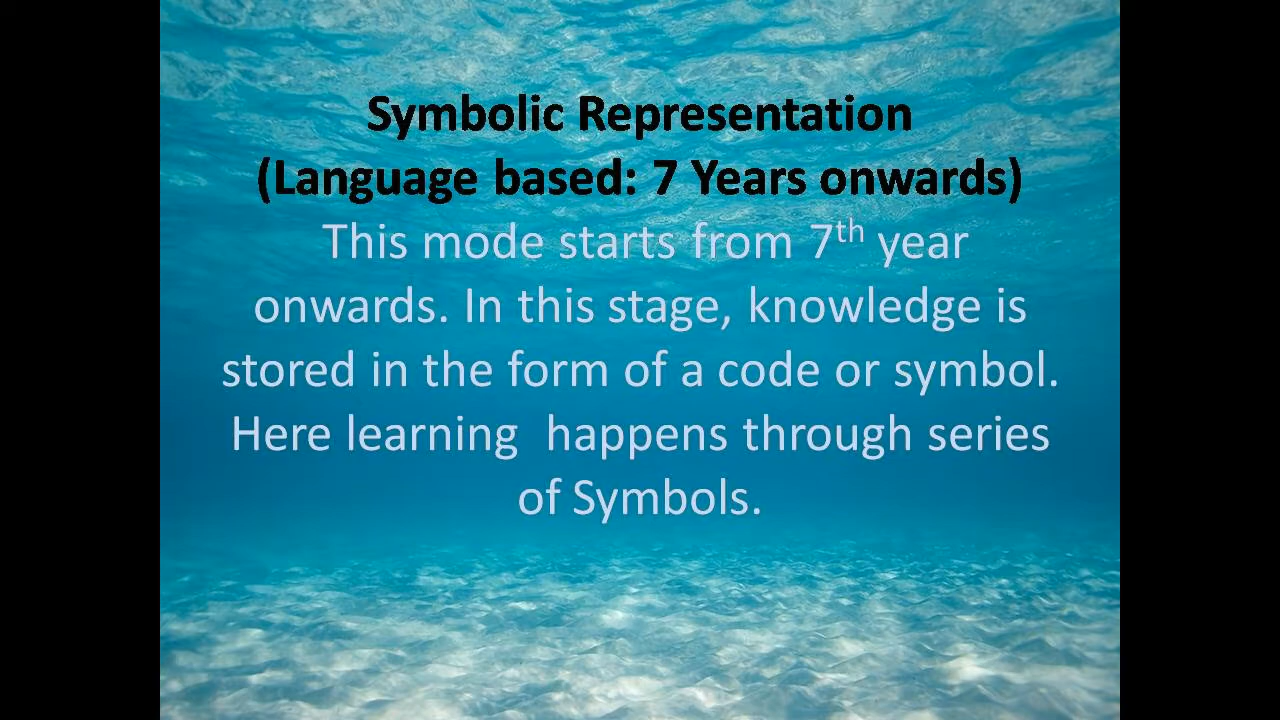 Symbolic Representation
(Language based: 7 Years onwards)
This mode starts from 7th year
onwards. In this stage, knowledge is
stored in the form of a code or symbol.
Here learning  happens through series
of Symbols.